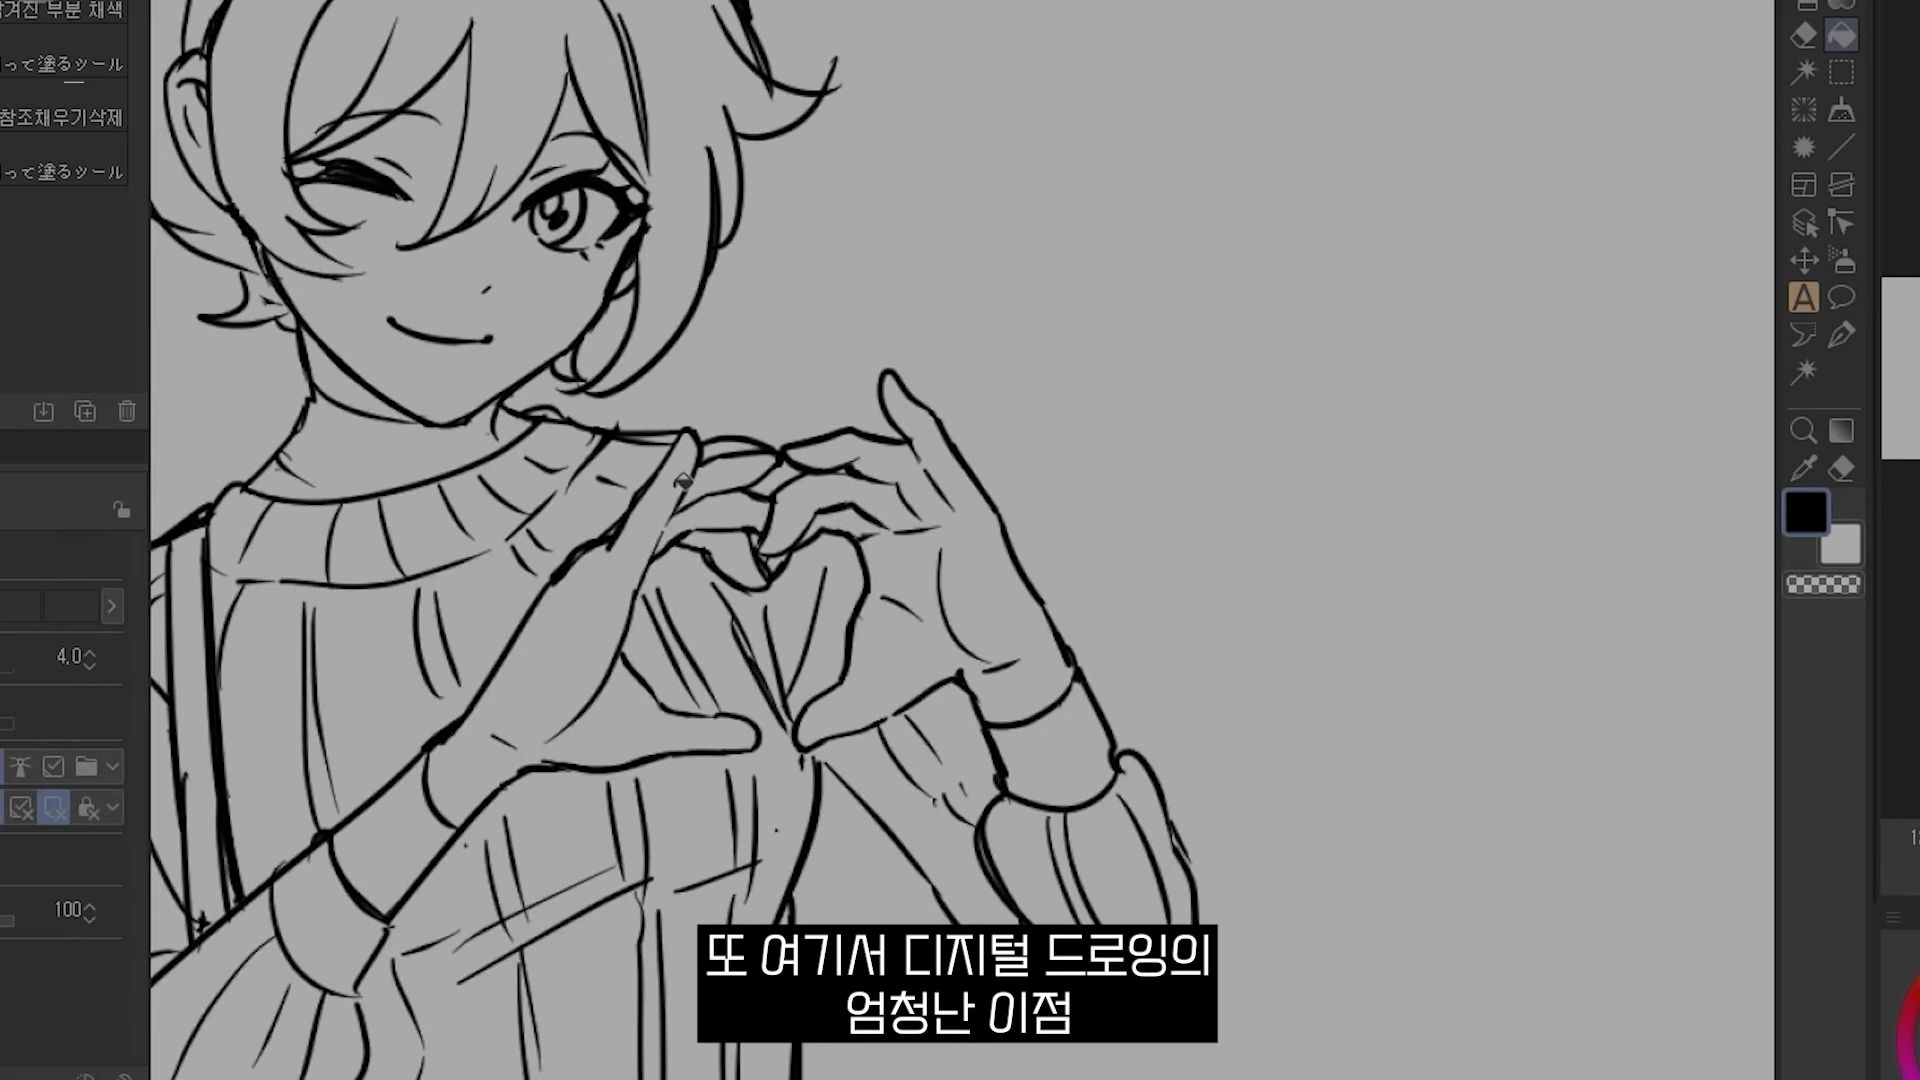 겨진 부분 채색
って塗るツール
참조채우기삭제
って塗るツール
4.0
100
A
또 여기서 디지털 드로잉의
엄청난 이점